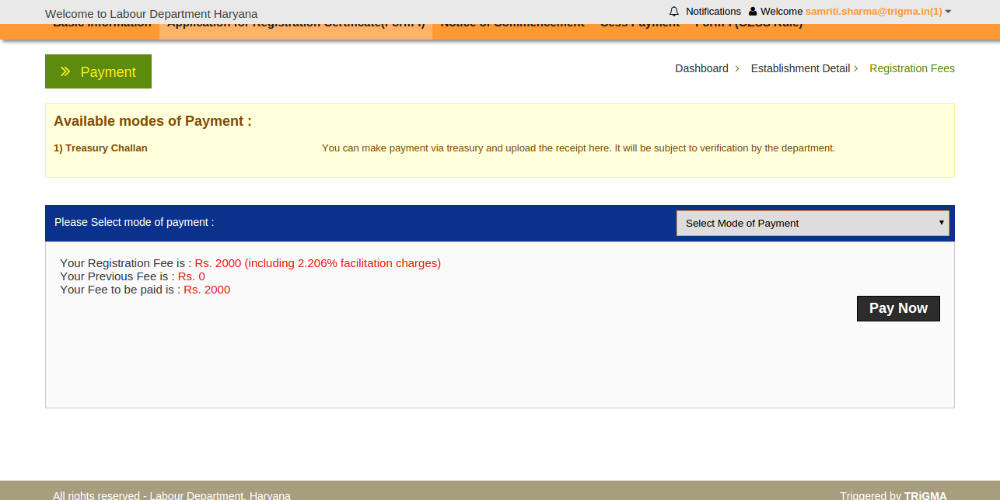 Welcome to Labour Department Haryana
Notifications Welcome samriti.sharma@trigma.in(1)
Basic Information Application for Registration Certificate(Form I) Notice of Commencement Cess Payment Form I (CESS Rule)
Payment
Dashboard Establishment Detail Registration Fees
Available modes of Payment :
1) Treasury Challan You can make payment via treasury and upload the receipt here. It will be subject to verification by the department.
Please Select mode of payment : Select Mode of Payment
Your Registration Fee is : Rs. 2000 (including 2.206% facilitation charges)
Your Previous Fee is : Rs. 0
Your Fee to be paid is : Rs. 2000
Pay Now
All rights reserved - Labour Department, Haryana Triggered by TRiGMA